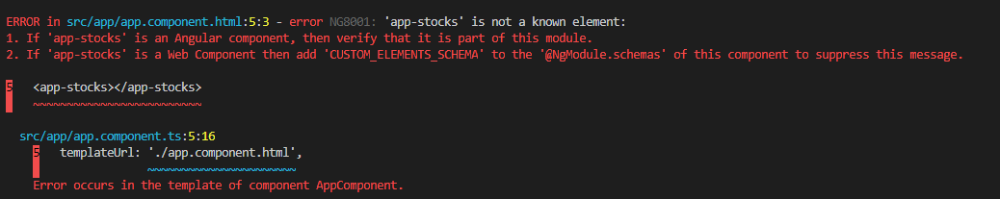 ERROR in src/app/app.component.html:5:3 - error NG8001: 'app-stocks' is not a known element:
1. If 'app-stocks' is an Angular component, then verify that it is part of this module.
2. If 'app-stocks' is a Web Component then add 'CUSTOM_ELEMENTS_SCHEMA' to the '@NgModule.schemas' of this component to suppress this message.
5   <app-stocks></app-stocks>
~~~~~~~~~~~~~~~~~~~~~~~~~
src/app/app.component.ts:5:16
5   templateUrl: './app.component.html',
~~~~~~~~~~~~~~~~~~~~~~
Error occurs in the template of component AppComponent.